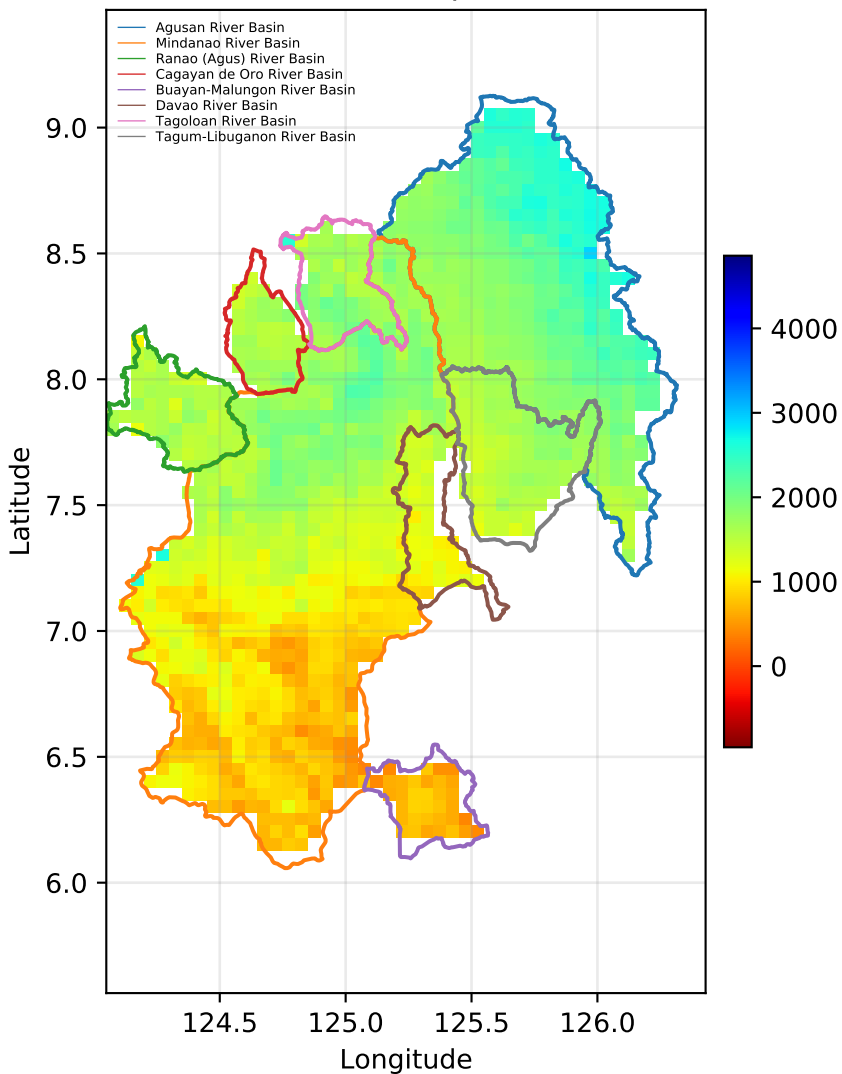 Agusan River Basin
Mindanao River Basin
Ranao (Agus) River Basin
Cagayan de Oro River Basin
Buayan-Malungon River Basin
Davao River Basin
Tagoloan River Basin
Tagum-Libuganon River Basin
9.0
8.5
8.0
7.5
7.0
6.5
6.0
Latitude
124.5 125.0 125.5 126.0
Longitude
4000
3000
2000
1000
0